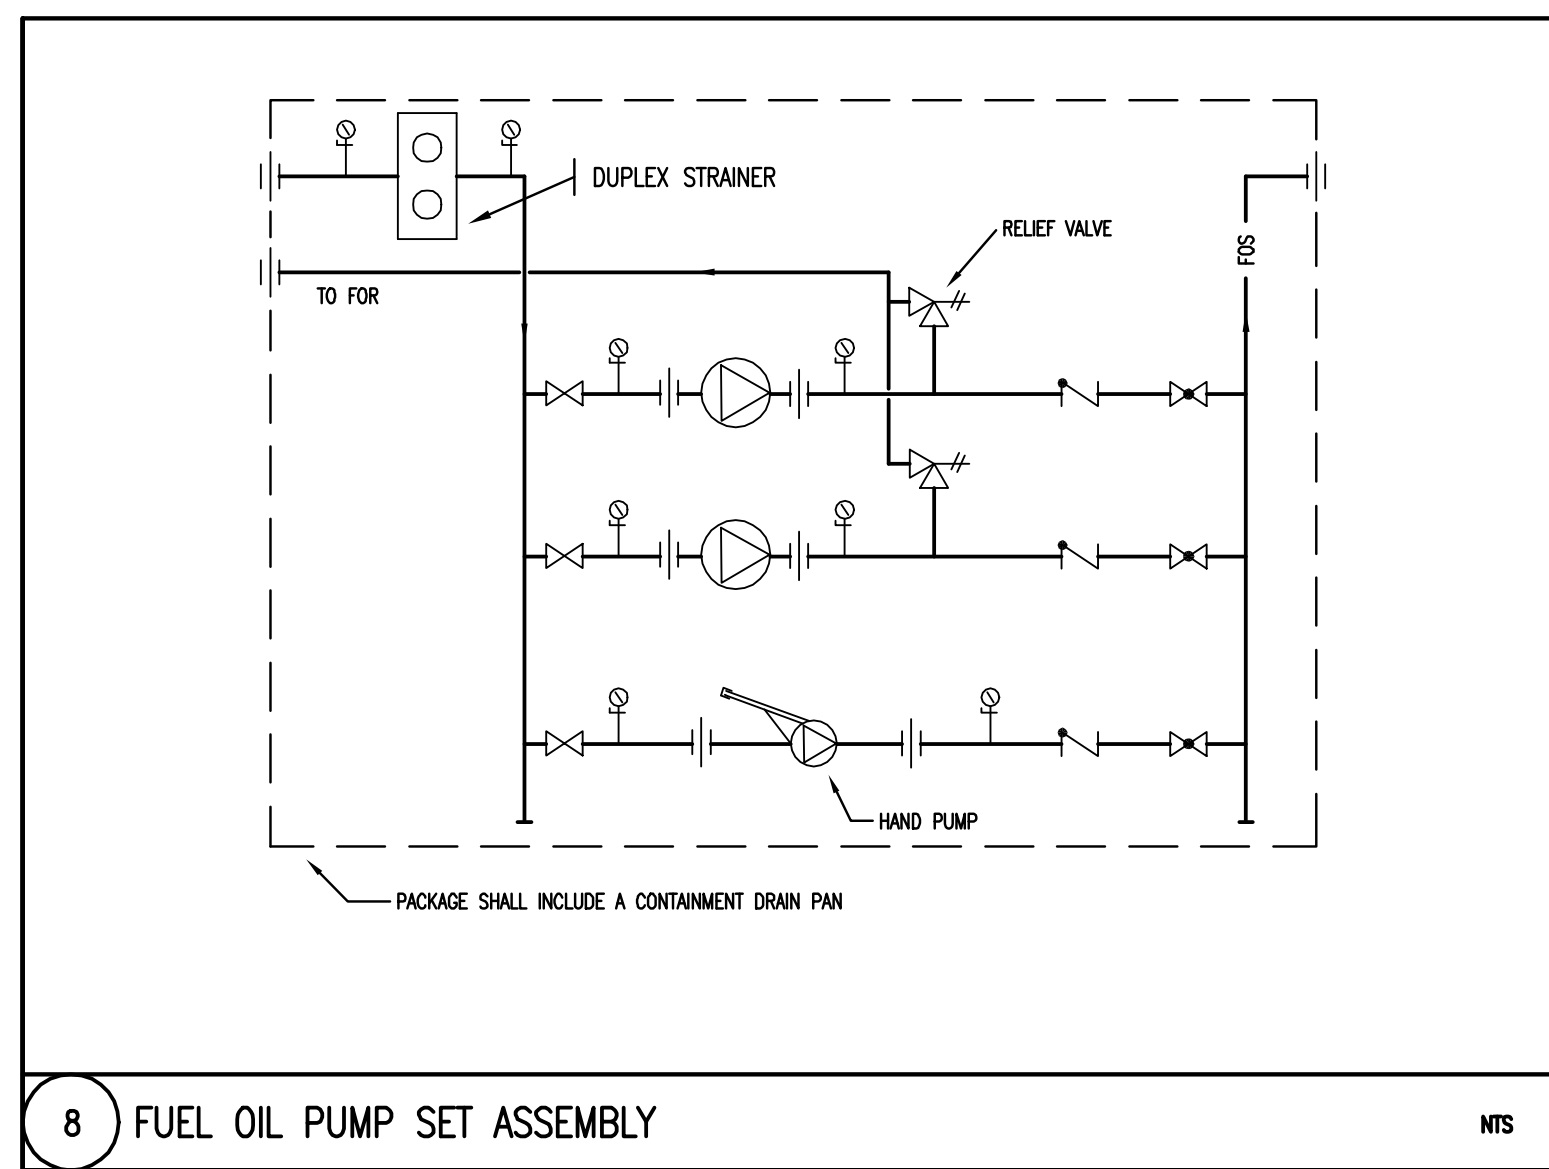 DUPLEX STRAINER
RELIEF VALVE
FOS
TO FOR
HAND PUMP
PACKAGE SHALL INCLUDE A CONTAINMENT DRAIN PAN
8 FUEL OIL PUMP SET ASSEMBLY
NTS